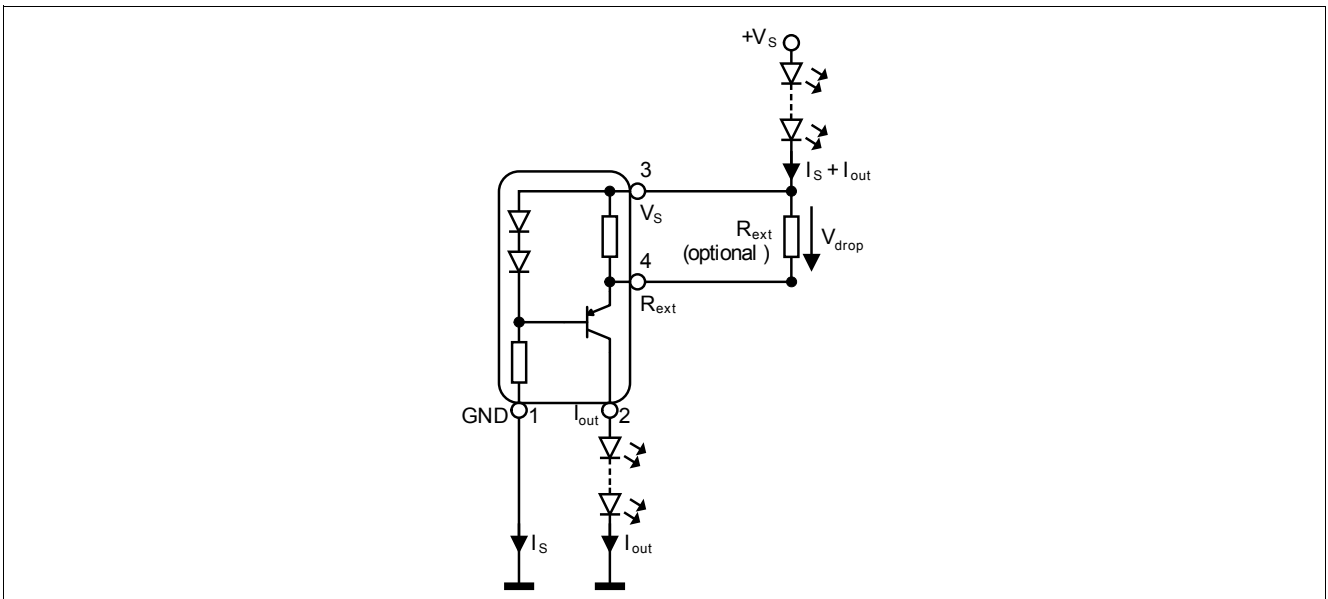 +VS
IS + Iout
3
VS
Rext
(optional )
Vdrop
4
Rext
GND 1
Iout 2
IS
Iout